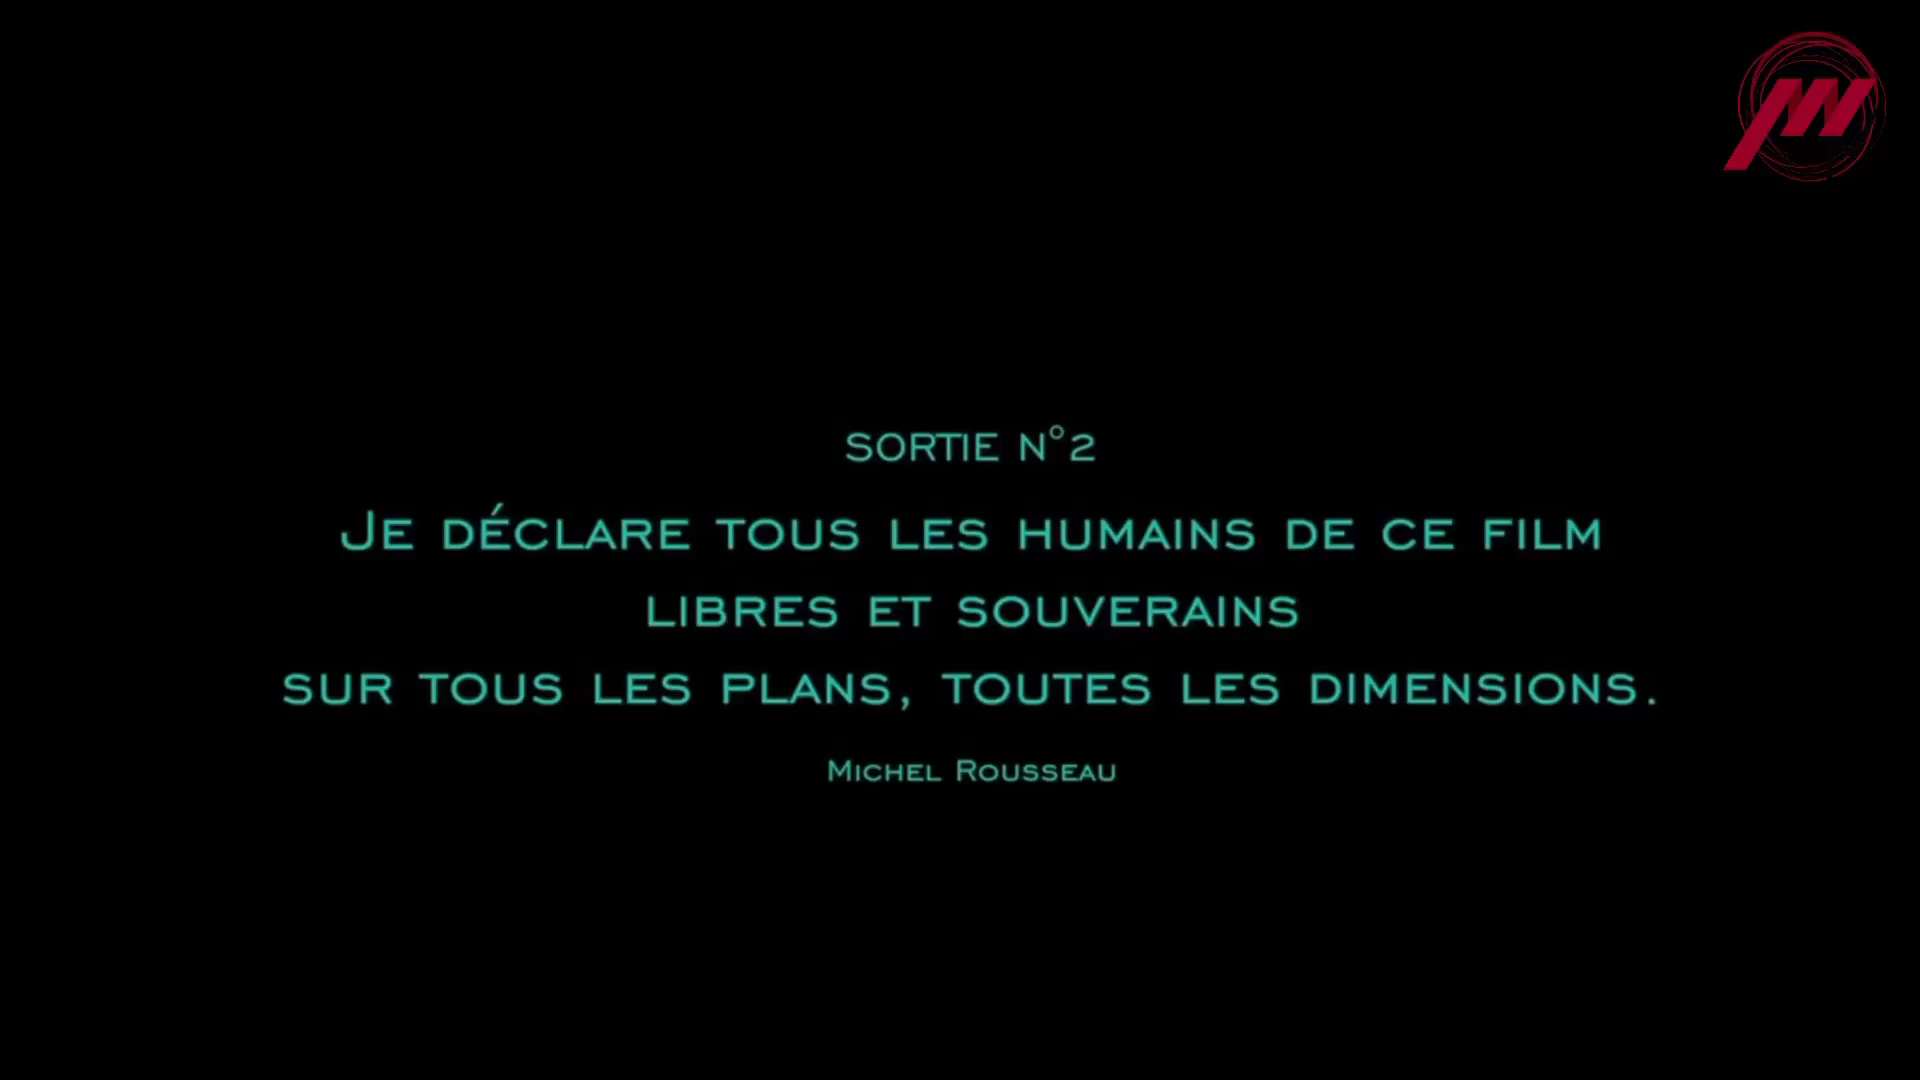 SORTIE N°2
JE DÉCLARE TOUS LES HUMAINS DE CE FILM
LIBRES ET SOUVERAINS
SUR TOUS LES PLANS, TOUTES LES DIMENSIONS.
MICHEL ROUSSEAU